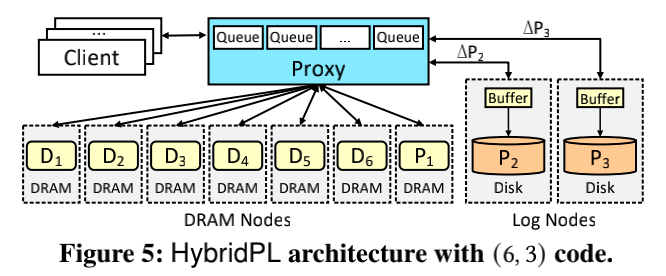 ...
Client
Queue Queue ... Queue
Proxy
ΔP₃
ΔP₂
Buffer Buffer
D₁ D₂ D₃ D₄ D₅ D₆ P₁ P₂ P₃
DRAM DRAM DRAM DRAM DRAM DRAM DRAM Disk Disk
DRAM Nodes Log Nodes
Figure 5: HybridPL architecture with (6, 3) code.